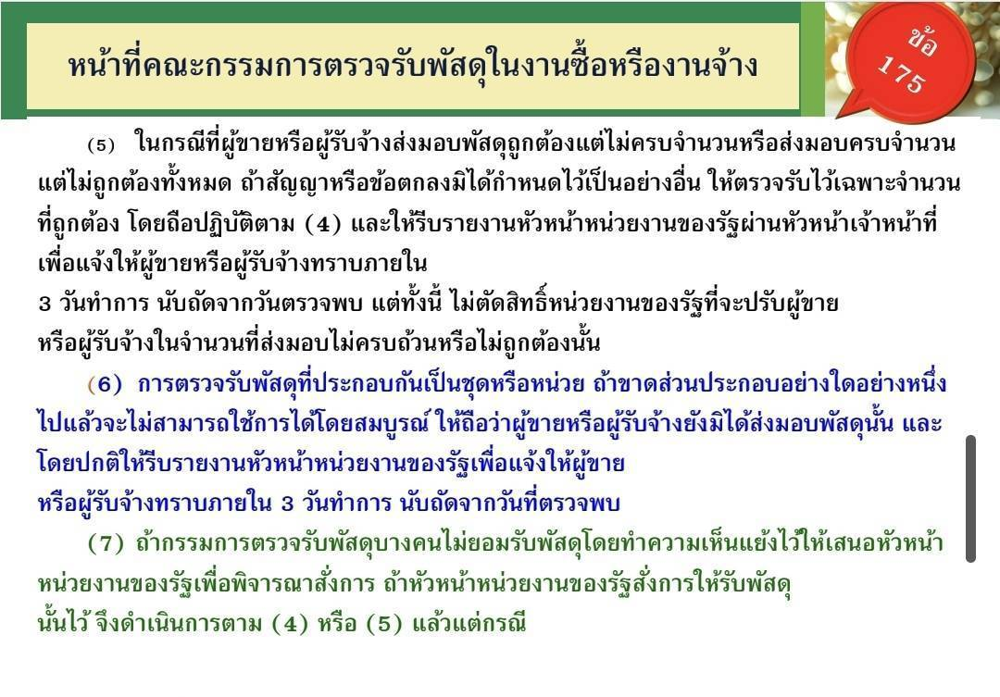 หน้าที่คณะกรรมการตรวจรับพัสดุในงานซื้อหรืองานจ้าง
ข้อ
175
(5) ในกรณีที่ผู้ขายหรือผู้รับจ้างส่งมอบพัสดุถูกต้องแต่ไม่ครบจำนวนหรือส่งมอบครบจำนวน
แต่ไม่ถูกต้องทั้งหมด ถ้าสัญญาหรือข้อตกลงมิได้กำหนดไว้เป็นอย่างอื่น ให้ตรวจรับไว้เฉพาะจำนวน
ที่ถูกต้อง โดยถือปฏิบัติตาม (4) และให้รีบรายงานหัวหน้าหน่วยงานของรัฐผ่านหัวหน้าเจ้าหน้าที่
เพื่อแจ้งให้ผู้ขายหรือผู้รับจ้างทราบภายใน
3 วันทำการ นับถัดจากวันตรวจพบ แต่ทั้งนี้ ไม่ตัดสิทธิ์หน่วยงานของรัฐที่จะปรับผู้ขาย
หรือผู้รับจ้างในจำนวนที่ส่งมอบไม่ครบถ้วนหรือไม่ถูกต้องนั้น
(6) การตรวจรับพัสดุที่ประกอบกันเป็นชุดหรือหน่วย ถ้าขาดส่วนประกอบอย่างใดอย่างหนึ่ง
ไปแล้วจะไม่สามารถใช้การได้โดยสมบูรณ์ ให้ถือว่าผู้ขายหรือผู้รับจ้างยังมิได้ส่งมอบพัสดุนั้น และ
โดยปกติให้รีบรายงานหัวหน้าหน่วยงานของรัฐเพื่อแจ้งให้ผู้ขาย
หรือผู้รับจ้างทราบภายใน 3 วันทำการ นับถัดจากวันที่ตรวจพบ
(7) ถ้ากรรมการตรวจรับพัสดุบางคนไม่ยอมรับพัสดุโดยทำความเห็นแย้งไว้ให้เสนอหัวหน้า
หน่วยงานของรัฐเพื่อพิจารณาสั่งการ ถ้าหัวหน้าหน่วยงานของรัฐสั่งการให้รับพัสดุ
นั้นไว้ จึงดำเนินการตาม (4) หรือ (5) แล้วแต่กรณี